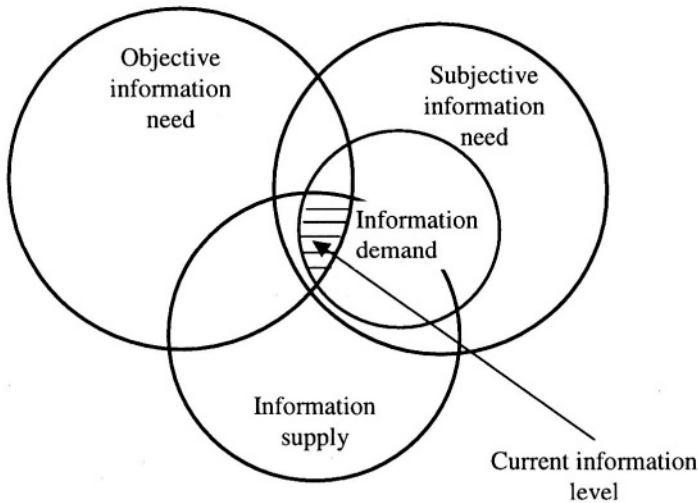 Objective
information
need
Subjective
information
need
Information
demand
Information
supply
Current information
level